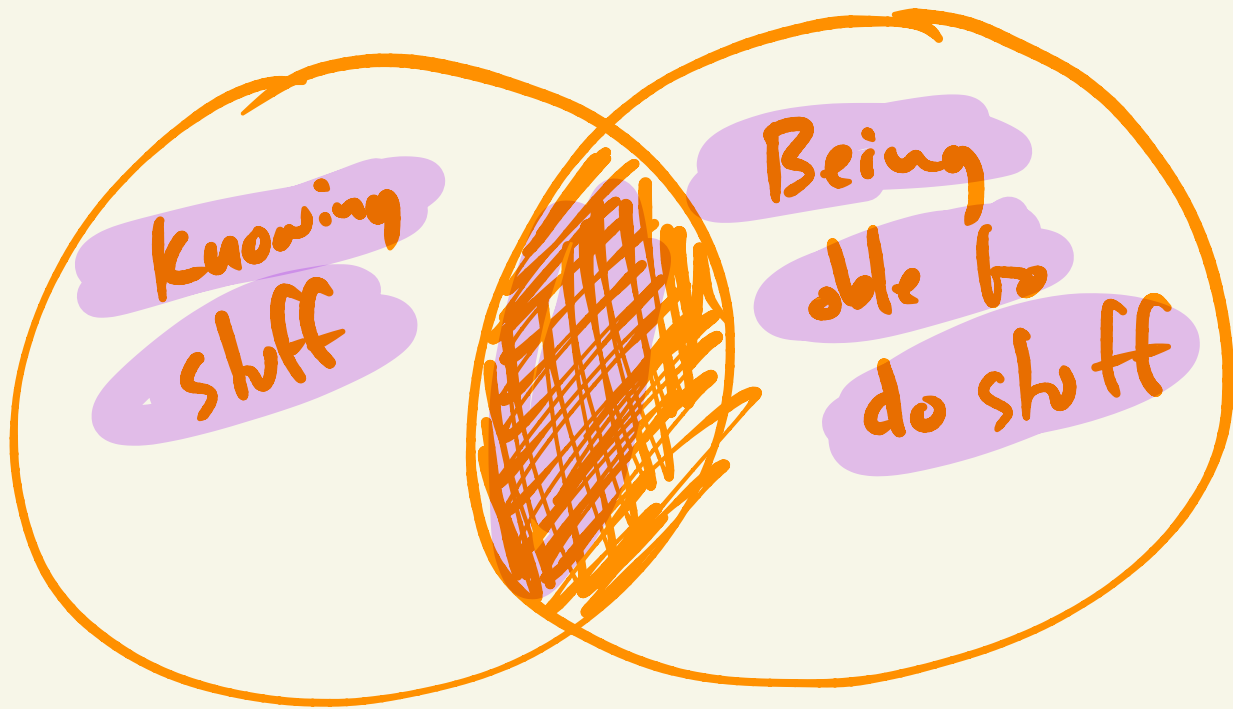 Knowing
stuff
Being
able to
do stuff